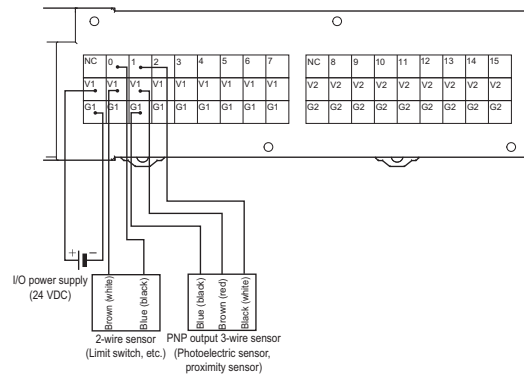 NC 0 1 2 3 4 5 6 7 NC 8 9 10 11 12 13 14 15
V1 V1 V1 V1 V1 V1 V1 V1 V1 V2 V2 V2 V2 V2 V2 V2 V2 V2
G1 G1 G1 G1 G1 G1 G1 G1 G1 G2 G2 G2 G2 G2 G2 G2 G2 G2
+ −
I/O power supply
(24 VDC)
Brown (white)
Blue (black)
2-wire sensor
(Limit switch, etc.)
Blue (black)
Brown (red)
Black (white)
PNP output 3-wire sensor
(Photoelectric sensor,
proximity sensor)